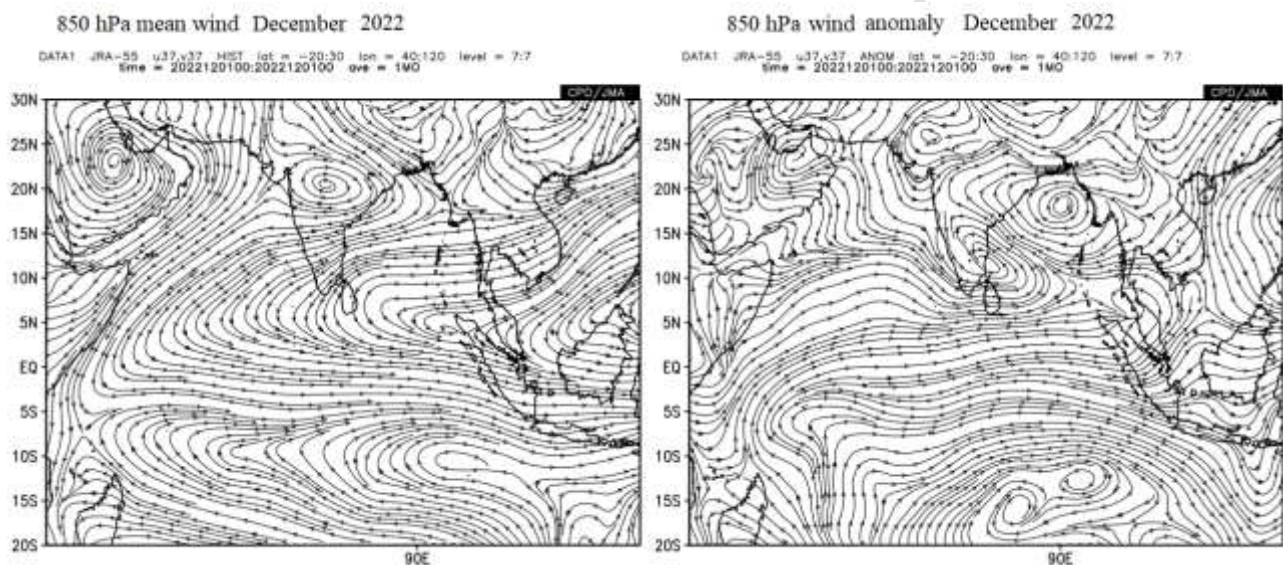 850 hPa mean wind December 2022
DATA1 JRA-55 u37,v37 HIST lat = -20:30 lon = 40:120 level = 7:7
time = 2022120100:2022120100 ave = 1MO
CPD/JMA
30N
25N
20N
15N
10N
5N
EQ
5S
10S
15S
20S
90E
850 hPa wind anomaly December 2022
DATA1 JRA-55 u37,v37 ANOM lat = -20:30 lon = 40:120 level = 7:7
time = 2022120100:2022120100 ave = 1MO
CPD/JMA
30N
25N
20N
15N
10N
5N
EQ
5S
10S
15S
20S
90E